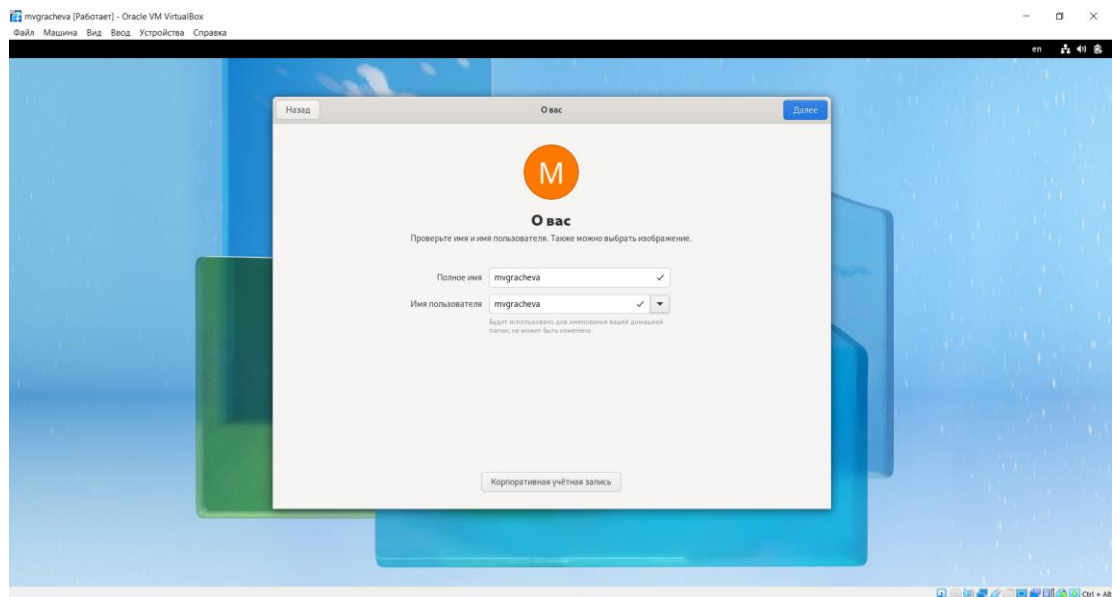 mvgracheva [Работает] - Oracle VM VirtualBox
Файл Машина Вид Ввод Устройства Справка
en
Назад О вас Далее
M
О вас
Проверьте имя и имя пользователя. Также можно выбрать изображение.
Полное имя mvgracheva
Имя пользователя mvgracheva
Будет использовано для именования вашей домашней
папки; не может быть изменено.
Корпоративная учётная запись
Ctrl + Alt